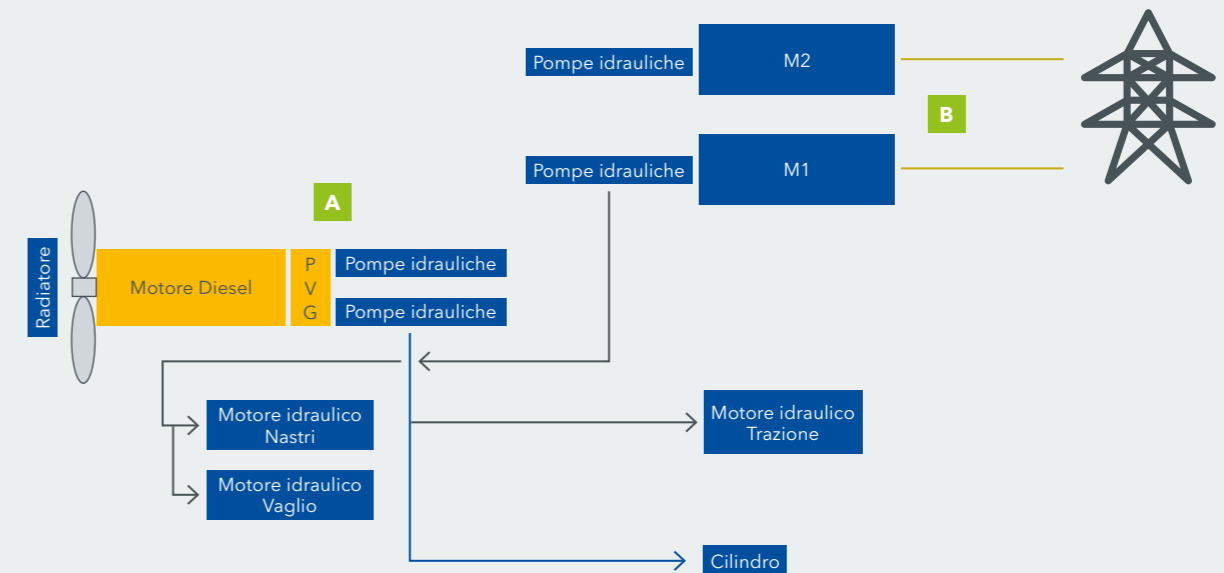 Pompe idrauliche
M2
B
Pompe idrauliche
M1
A
Radiatore
Motore Diesel
P
V
G
Pompe idrauliche
Pompe idrauliche
Motore idraulico
Nastri
Motore idraulico
Trazione
Motore idraulico
Vaglio
Cilindro